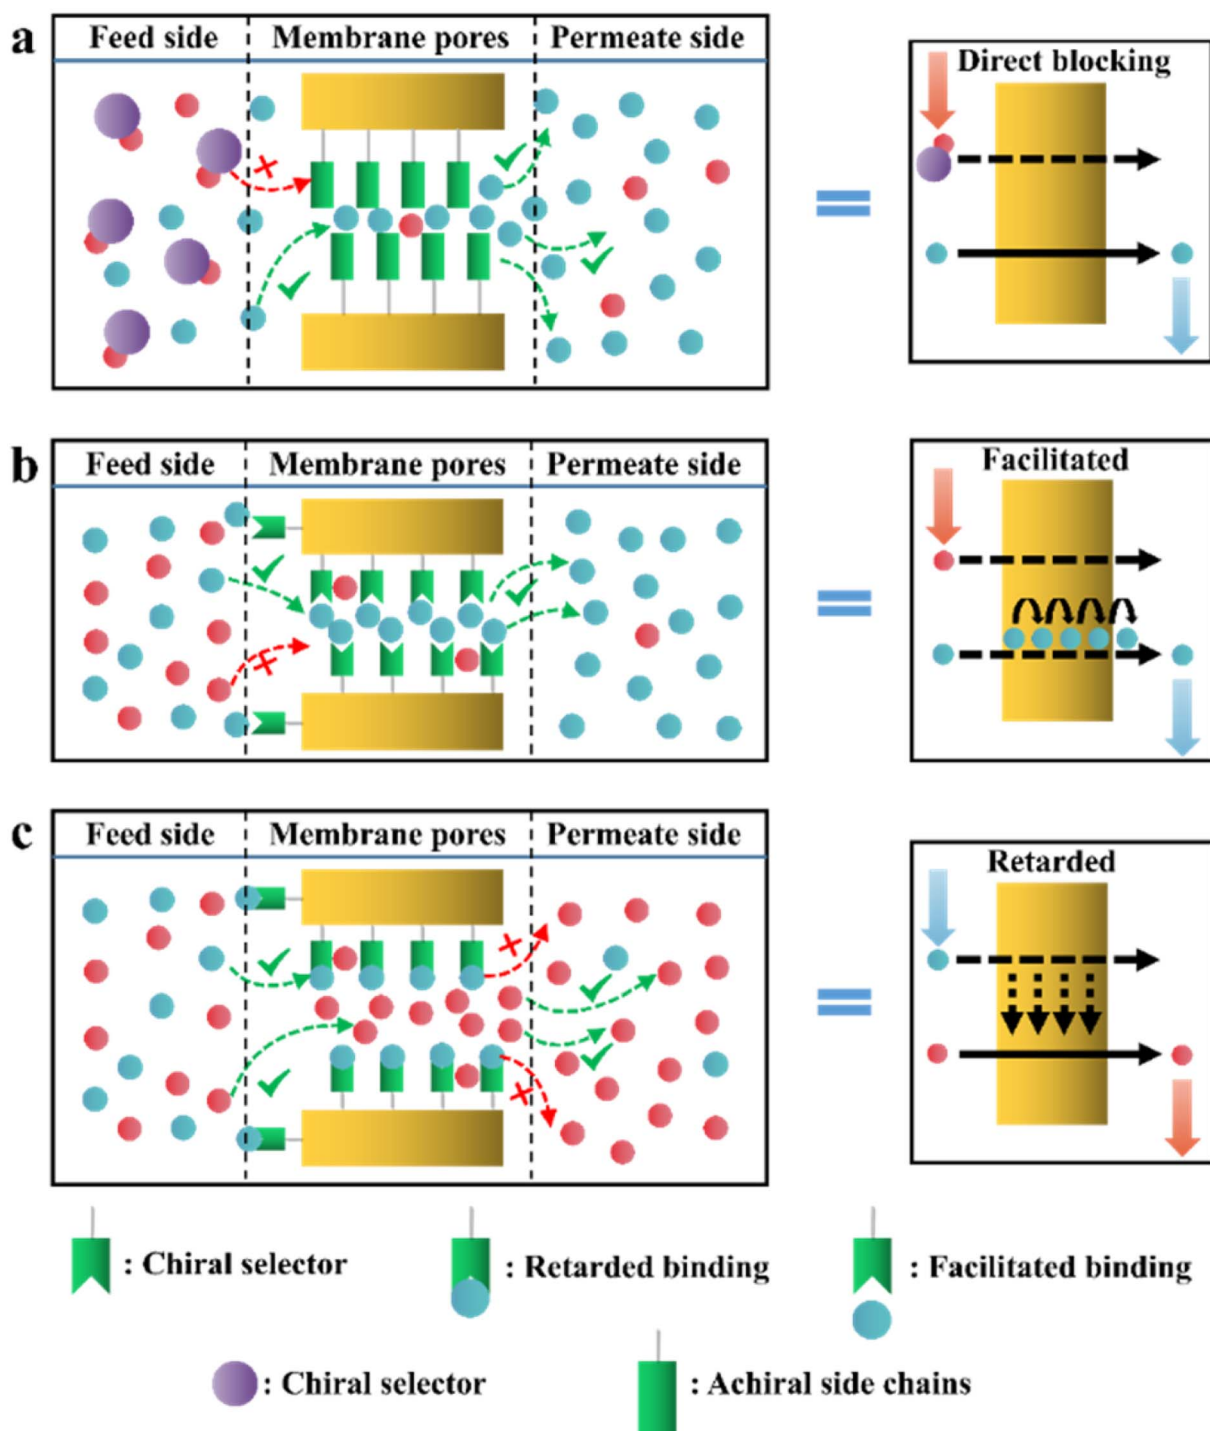 a
Feed side
Membrane pores
Permeate side
Direct blocking
b
Feed side
Membrane pores
Permeate side
Facilitated
c
Feed side
Membrane pores
Permeate side
Retarded
: Chiral selector
: Retarded binding
: Facilitated binding
: Chiral selector
: Achiral side chains